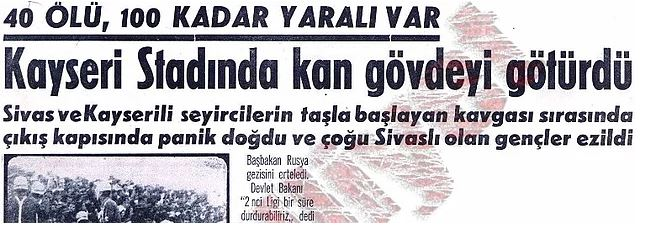 40 ÖLÜ, 100 KADAR YARALI VAR
Kayseri Stadında kan gövdeyi götürdü
Sivas ve Kayserili seyircilerin taşla başlayan kavgası sırasında
çıkış kapısında panik doğdu ve çoğu Sivaslı olan gençler ezildi
Başbakan Rusya
gezisini erteledi.
Devlet Bakanı
"2 nci Ligi bir süre
durdurabiliriz,, dedi